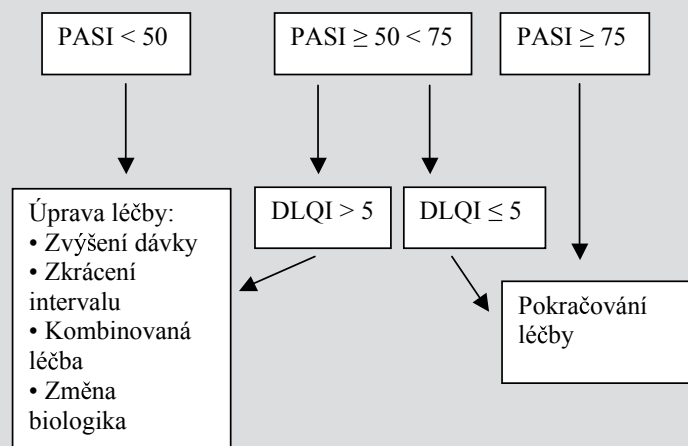 PASI < 50
PASI ≥ 50 < 75
PASI ≥ 75
DLQI > 5
DLQI ≤ 5
Úprava léčby:
• Zvýšení dávky
• Zkrácení
intervalu
• Kombinovaná
léčba
• Změna
biologika
Pokračování
léčby